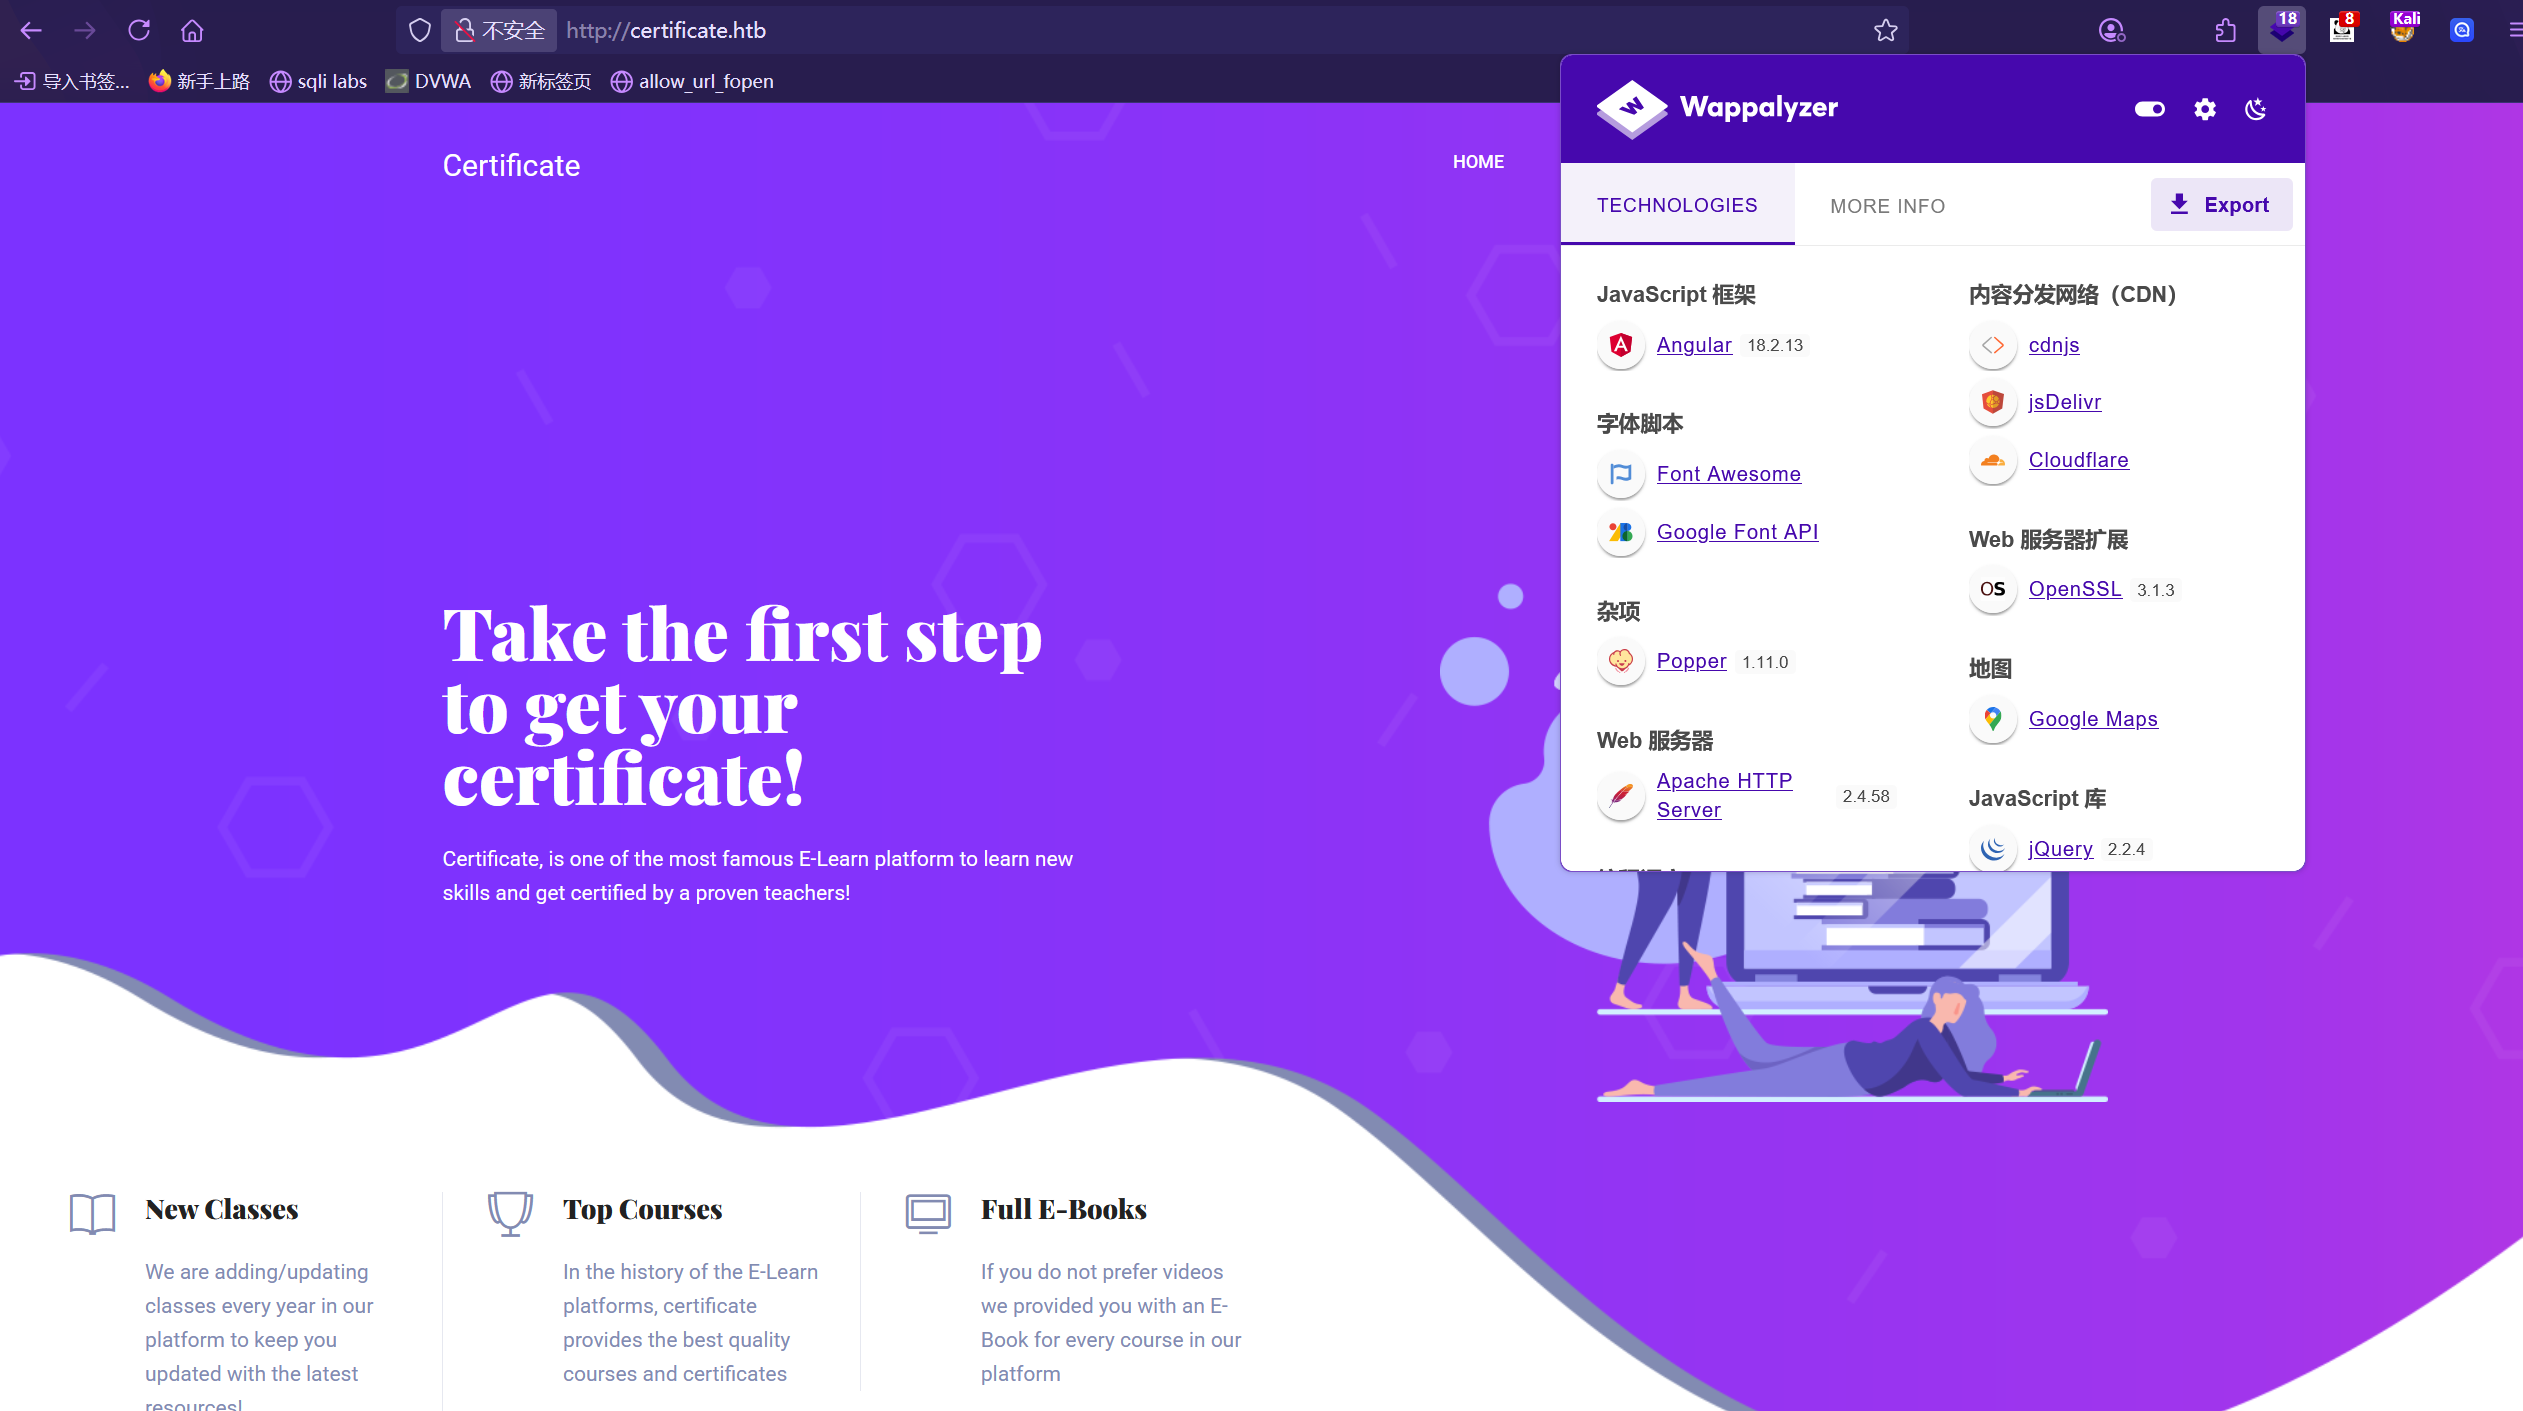 不安全
http://certificate.htb
18
8
Kali
导入书签...
新手上路
sqli labs
DVWA
新标签页
allow_url_fopen
Certificate
HOME
Wappalyzer
TECHNOLOGIES
MORE INFO
Export
JavaScript 框架
Angular 18.2.13
字体脚本
Font Awesome
Google Font API
杂项
Popper 1.11.0
Web 服务器
Apache HTTP
Server
2.4.58
内容分发网络（CDN）
cdnjs
jsDelivr
Cloudflare
Web 服务器扩展
OS
OpenSSL 3.1.3
地图
Google Maps
JavaScript 库
jQuery 2.2.4
Take the first step
to get your
certificate!
Certificate, is one of the most famous E-Learn platform to learn new
skills and get certified by a proven teachers!
New Classes
We are adding/updating
classes every year in our
platform to keep you
updated with the latest
resources!
Top Courses
In the history of the E-Learn
platforms, certificate
provides the best quality
courses and certificates
Full E-Books
If you do not prefer videos
we provided you with an E-
Book for every course in our
platform